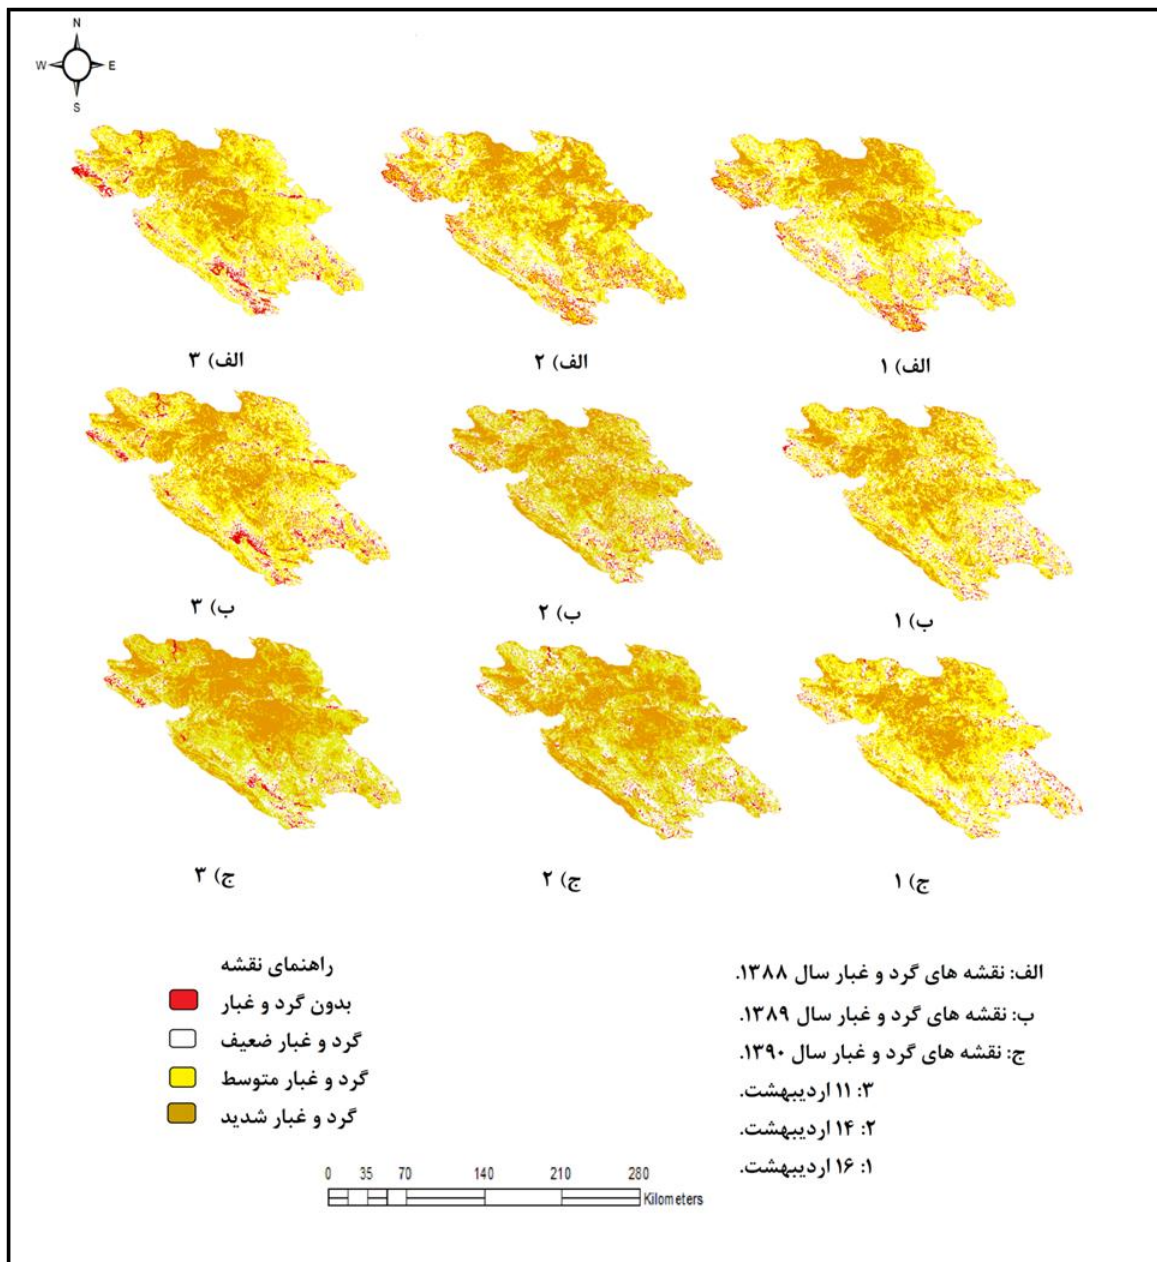 N
W E
S
الف) ۱
الف) ۲
الف) ۳
ب) ۱
ب) ۲
ب) ۳
ج) ۱
ج) ۲
ج) ۳
الف: نقشه های گرد و غبار سال ۱۳۸۸.
ب: نقشه های گرد و غبار سال ۱۳۸۹.
ج: نقشه های گرد و غبار سال ۱۳۹۰.
۳: ۱۱ اردیبهشت.
۲: ۱۴ اردیبهشت.
۱: ۱۶ اردیبهشت.
راهنمای نقشه
بدون گرد و غبار
گرد و غبار ضعیف
گرد و غبار متوسط
گرد و غبار شدید
0 35 70 140 210 280
Kilometers